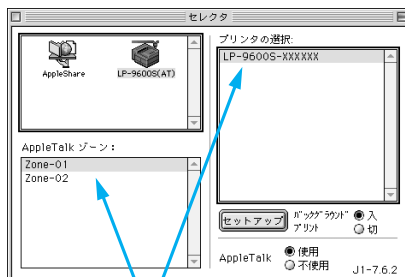 セレクタ
AppleShare
LP-9600S(AT)
AppleTalk ゾーン：
Zone-01
Zone-02
プリンタの選択:
LP-9600S-XXXXXX
セットアップ
バックグラウンド
プリント
入
切
AppleTalk
使用
不使用
J1-7.6.2